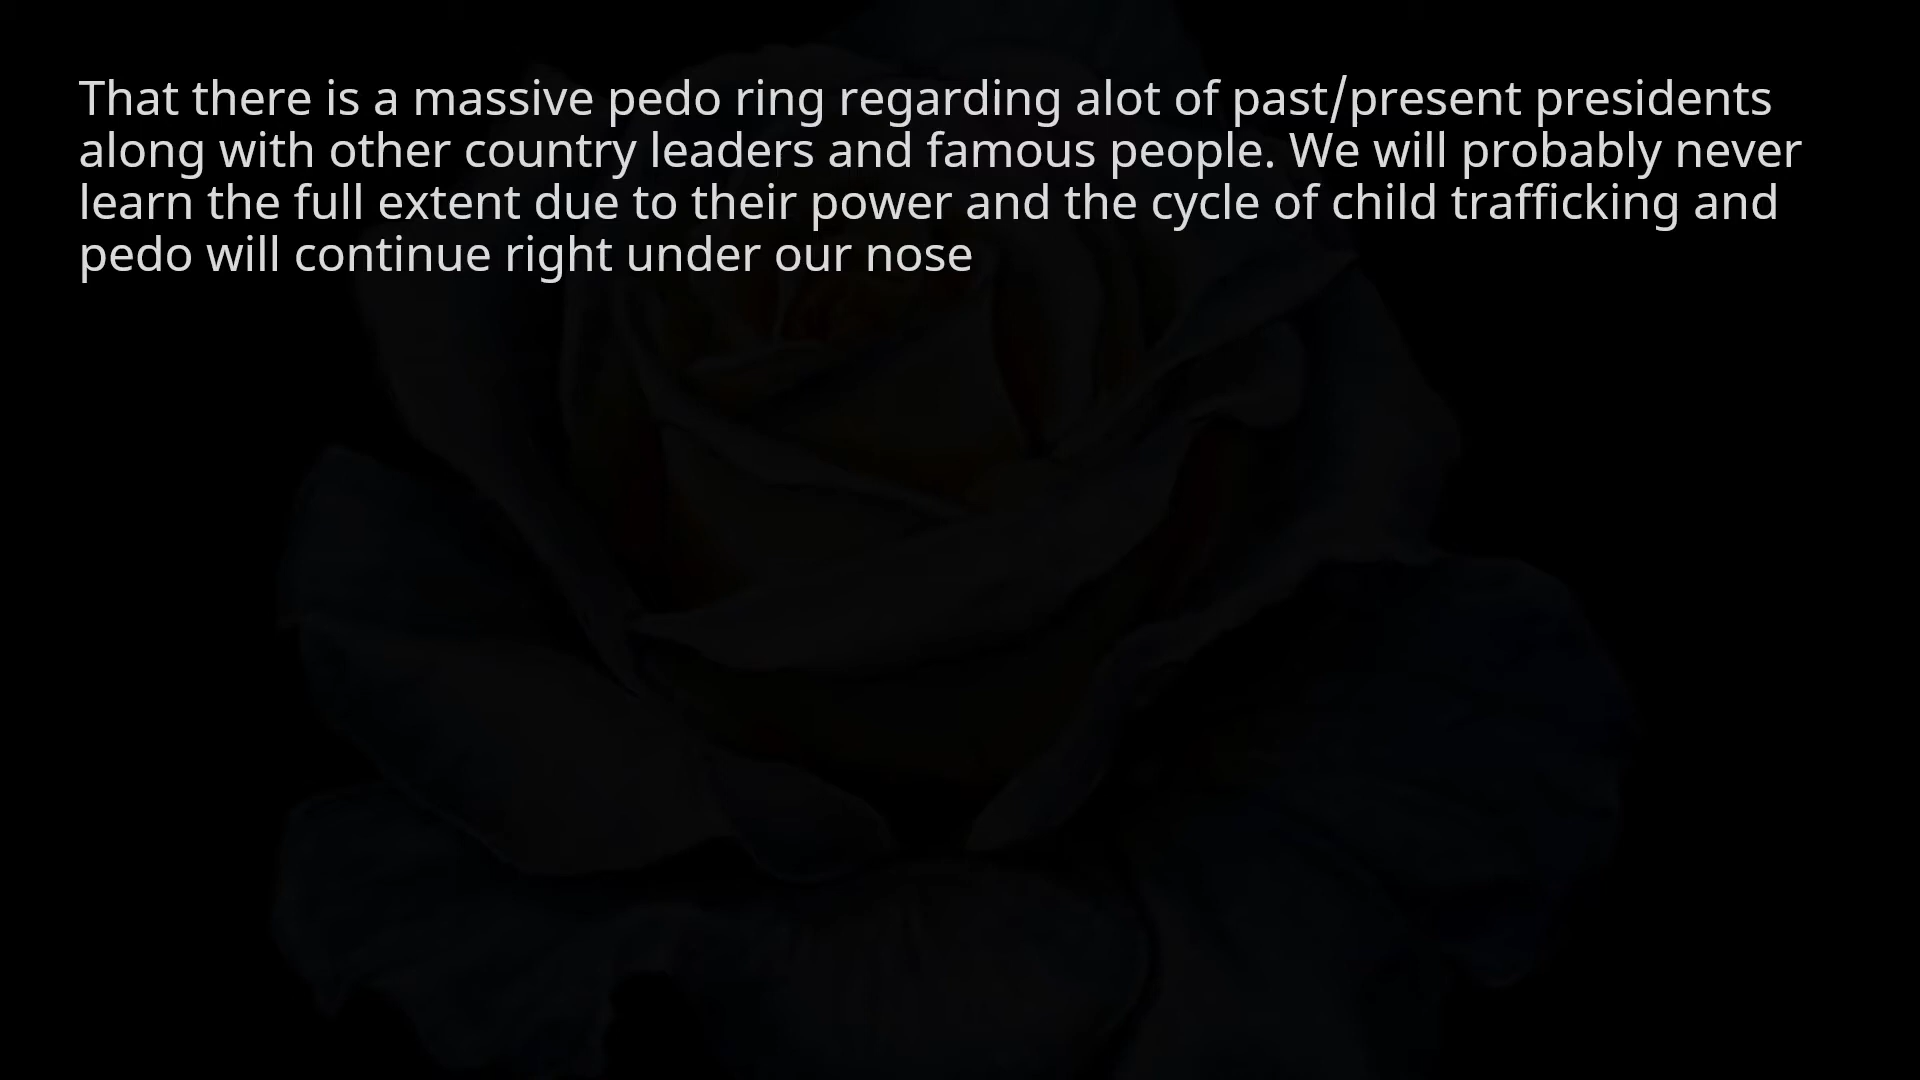 That there is a massive pedo ring regarding alot of past/present presidents
along with other country leaders and famous people. We will probably never
learn the full extent due to their power and the cycle of child trafficking and
pedo will continue right under our nose